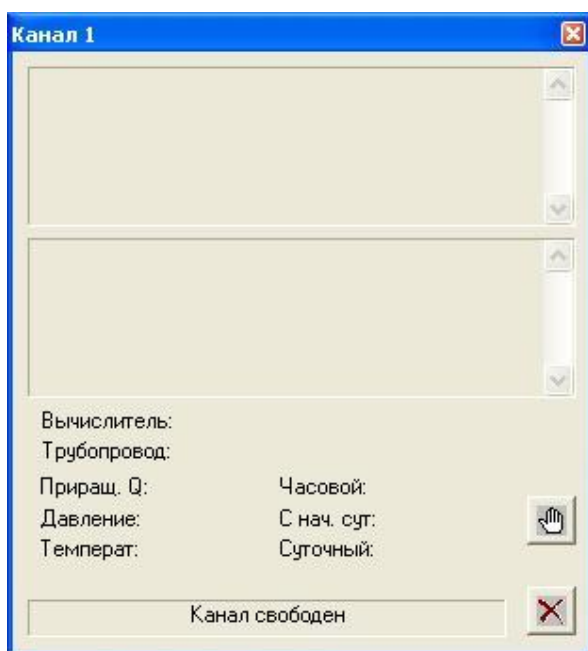 Канал 1
Вычислитель:
Трубопровод:
Приращ. Q: Часовой:
Давление: С нач. сут:
Температ: Суточный:
Канал свободен